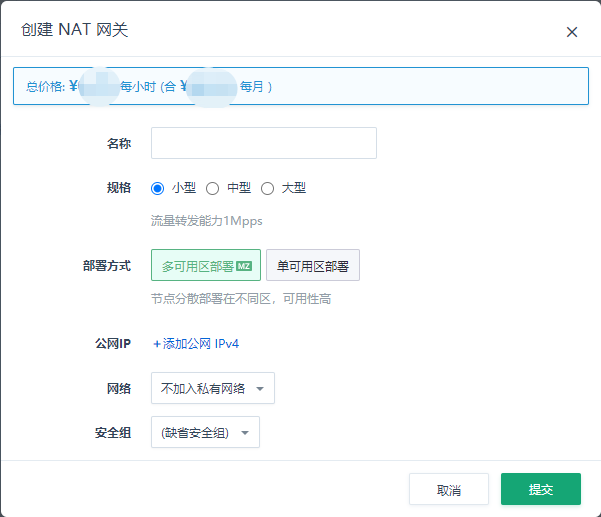 创建 NAT 网关
总价格: ¥ 每小时 (合 ¥ 每月 )
名称
规格 小型 中型 大型
流量转发能力1Mpps
部署方式 多可用区部署 MZ 单可用区部署
节点分散部署在不同区，可用性高
公网IP +添加公网 IPv4
网络 不加入私有网络
安全组 (缺省安全组)
取消 提交